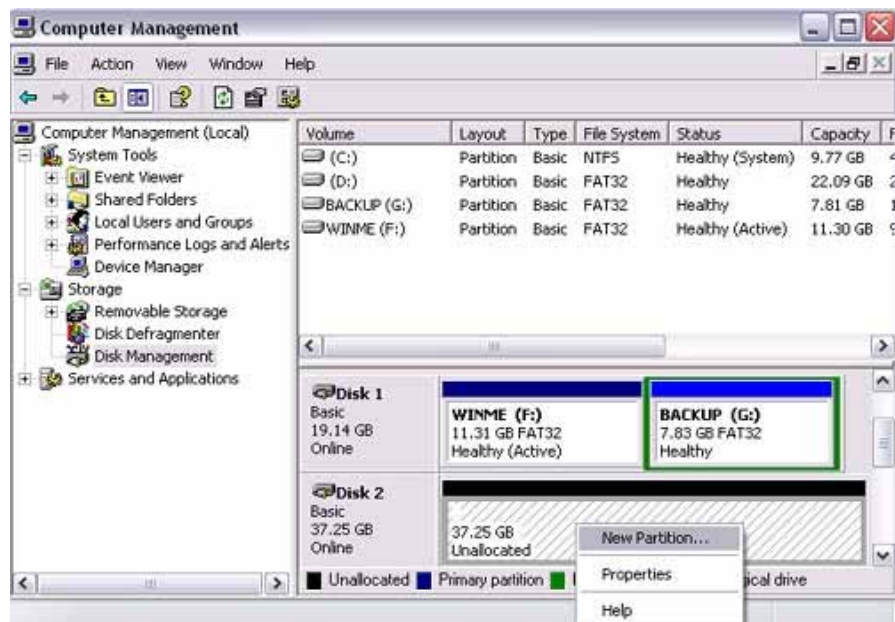 Computer Management
File Action View Window Help
Computer Management (Local)
System Tools
Event Viewer
Shared Folders
Local Users and Groups
Performance Logs and Alerts
Device Manager
Storage
Removable Storage
Disk Defragmenter
Disk Management
Services and Applications
Volume Layout Type File System Status Capacity
(C:) Partition Basic NTFS Healthy (System) 9.77 GB
(D:) Partition Basic FAT32 Healthy 22.09 GB
BACKUP (G:) Partition Basic FAT32 Healthy 7.81 GB
WINME (F:) Partition Basic FAT32 Healthy (Active) 11.30 GB
Disk 1
Basic
19.14 GB
Online
WINME (F:)
11.31 GB FAT32
Healthy (Active)
BACKUP (G:)
7.83 GB FAT32
Healthy
Disk 2
Basic
37.25 GB
Online
37.25 GB
Unallocated
New Partition...
Properties
Help
Unallocated Primary partition drive